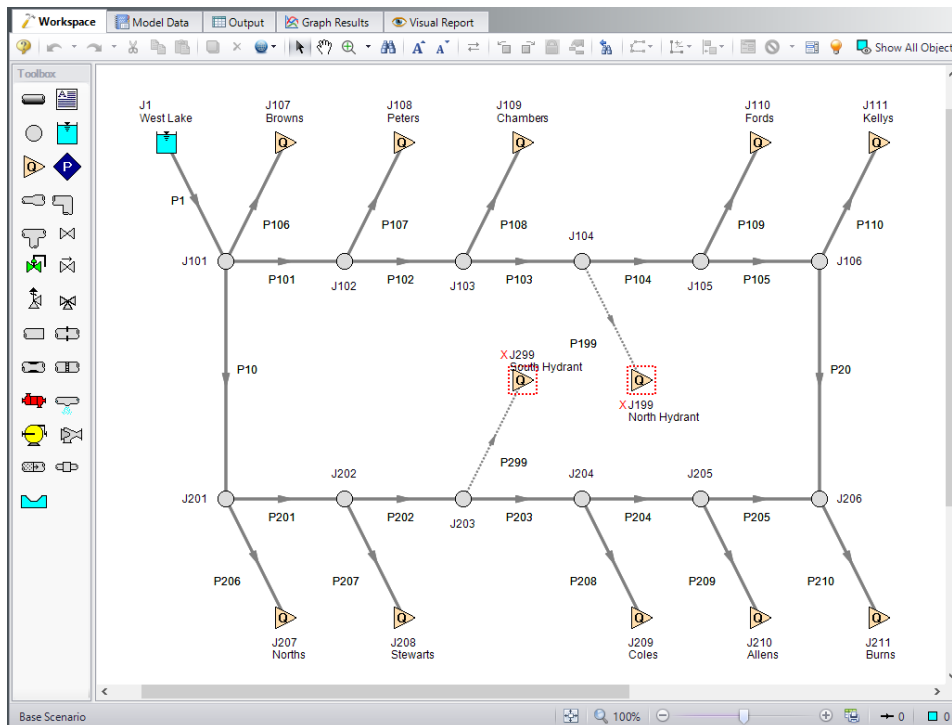 Workspace
Model Data
Output
Graph Results
Visual Report
Show All Object
Toolbox
J1
West Lake
J107
Browns
J108
Peters
J109
Chambers
J110
Fords
J111
Kellys
P1
P106
P107
P108
J104
P109
P110
J101
P101
J102
P102
J103
P103
P104
J105
P105
J106
P199
X J299
South Hydrant
Q
Q
P10
P20
X J199
North Hydrant
P299
J201
J202
J204
J205
J206
P201
P202
J203
P203
P204
P205
P206
P207
P208
P209
P210
Q
Q
Q
Q
Q
J207
Norths
J208
Stewarts
J209
Coles
J210
Allens
J211
Burns
Q
Q
Q
Q
Q
Q
P
A
A
A
Base Scenario
100%
0
0